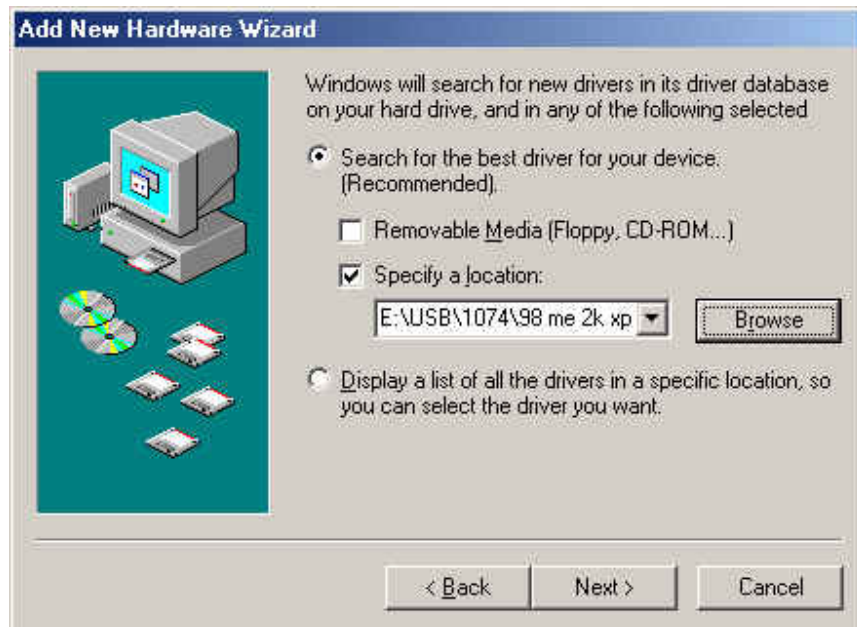 Add New Hardware Wizard
Windows will search for new drivers in its driver database
on your hard drive, and in any of the following selected
Search for the best driver for your device.
(Recommended).
Removable Media (Floppy, CD-ROM...)
Specify a location:
E:\USB\1074\98 me 2k xp
Browse
Display a list of all the drivers in a specific location, so
you can select the driver you want.
< Back
Next >
Cancel